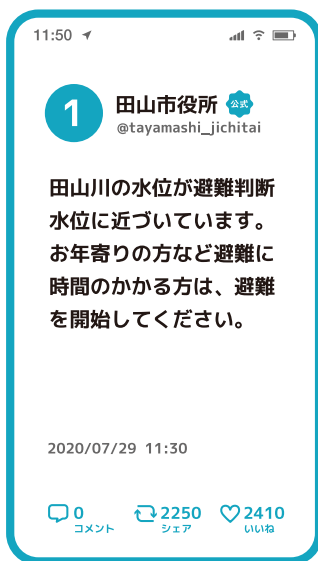 11:50
1
田山市役所 公式
@tayamashi_jichitai
田山川の水位が避難判断
水位に近づいています。
お年寄りの方など避難に
時間のかかる方は、避難
を開始してください。
2020/07/29 11:30
0 2250 2410
コメント シェア いいね